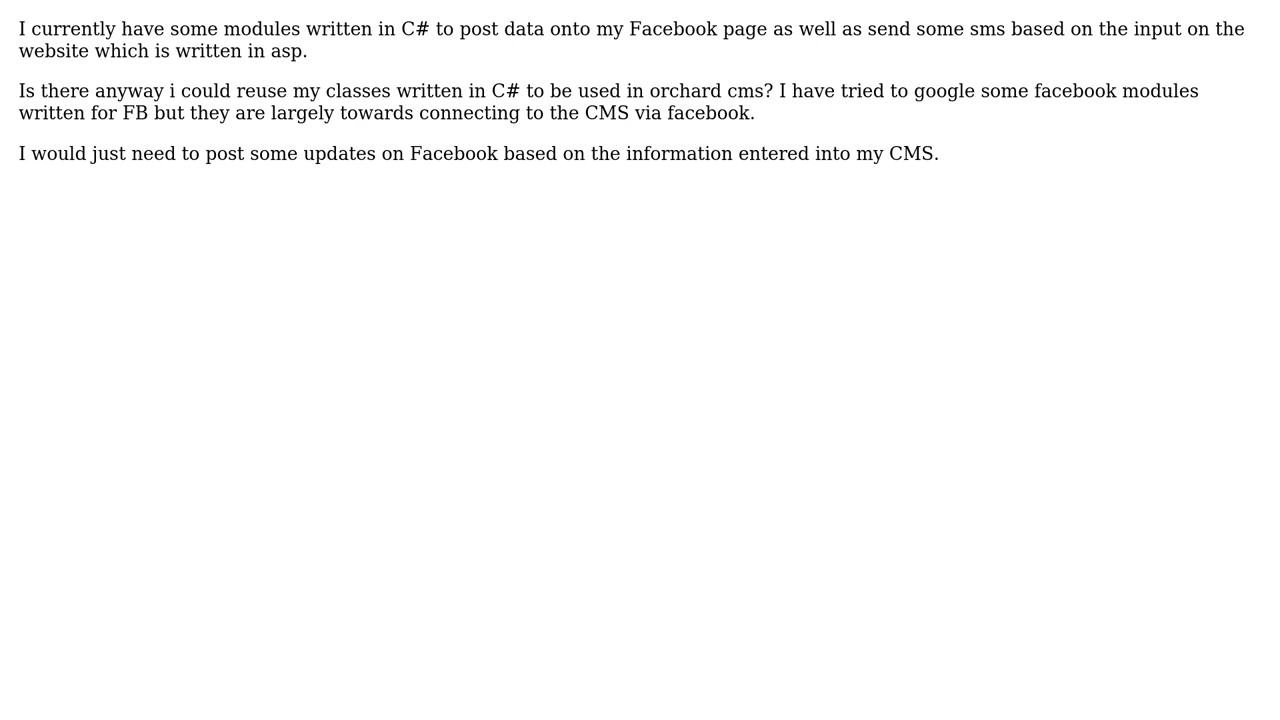 I currently have some modules written in C# to post data onto my Facebook page as well as send some sms based on the input on the
website which is written in asp.
Is there anyway i could reuse my classes written in C# to be used in orchard cms? I have tried to google some facebook modules
written for FB but they are largely towards connecting to the CMS via facebook.
I would just need to post some updates on Facebook based on the information entered into my CMS.